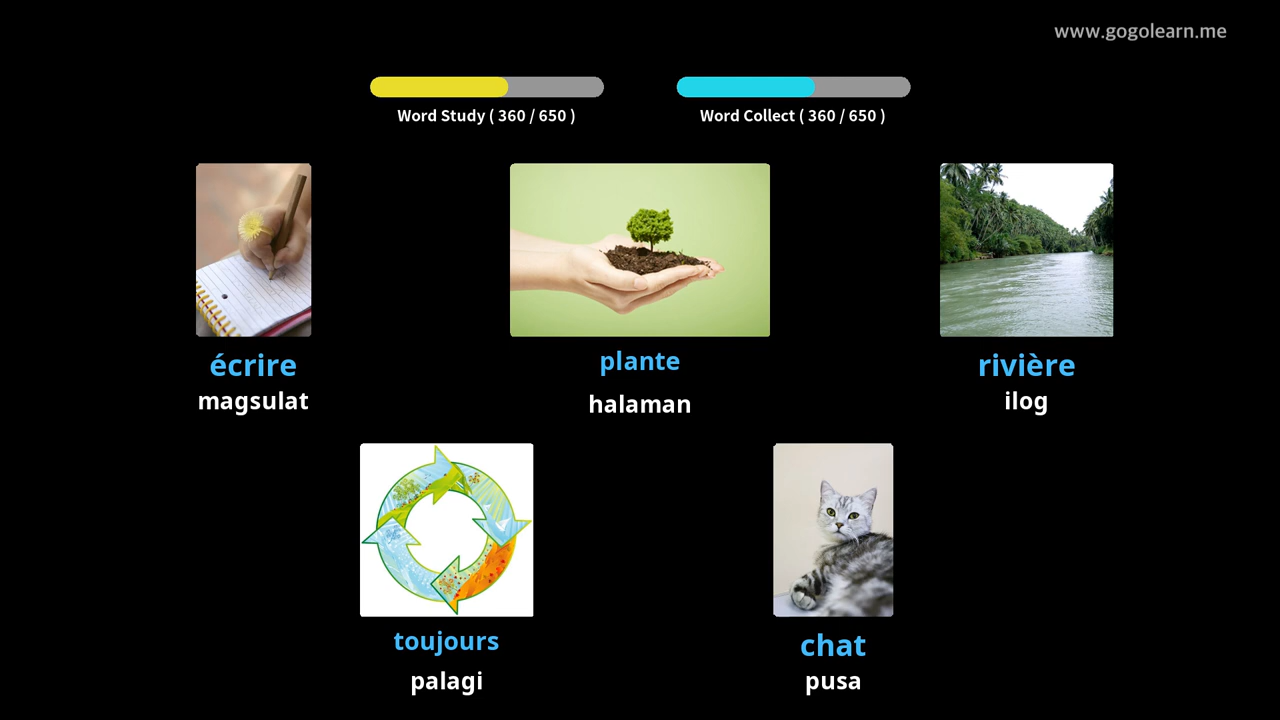 www.gogolearn.me
Word Study ( 360 / 650 )
Word Collect ( 360 / 650 )
écrire
magsulat
plante
halaman
rivière
ilog
toujours
palagi
chat
pusa